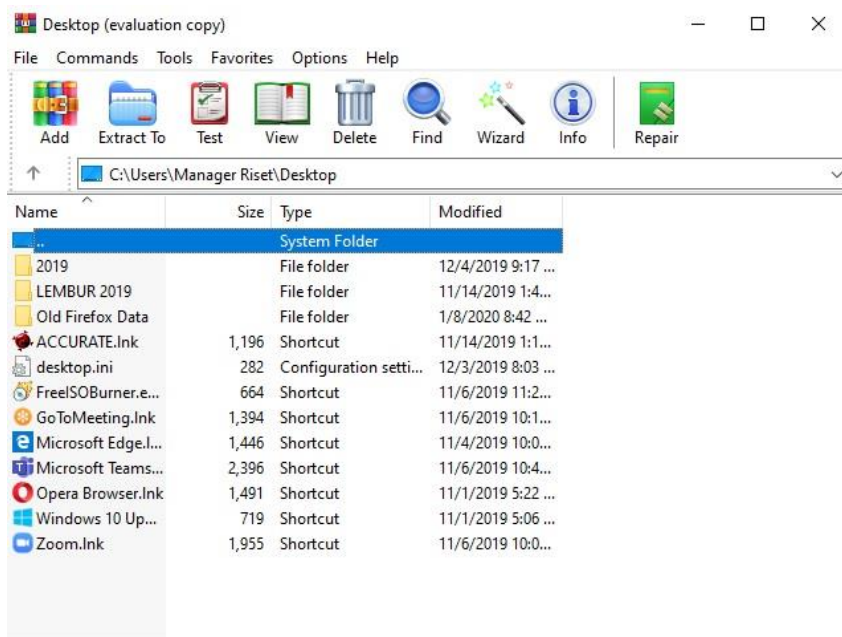 Desktop (evaluation copy)
File Commands Tools Favorites Options Help
Add Extract To Test View Delete Find Wizard Info Repair
C:\Users\Manager Riset\Desktop
Name Size Type Modified
.. System Folder
2019 File folder 12/4/2019 9:17 ...
LEMBUR 2019 File folder 11/14/2019 1:4...
Old Firefox Data File folder 1/8/2020 8:42 ...
ACCURATE.lnk 1,196 Shortcut 11/14/2019 1:1...
desktop.ini 282 Configuration setti... 12/3/2019 8:03 ...
FreeISOBurner.e... 664 Shortcut 11/6/2019 11:2...
GoToMeeting.lnk 1,394 Shortcut 11/6/2019 10:1...
Microsoft Edge.l... 1,446 Shortcut 11/4/2019 10:0...
Microsoft Teams... 2,396 Shortcut 11/6/2019 10:4...
Opera Browser.lnk 1,491 Shortcut 11/1/2019 5:22 ...
Windows 10 Up... 719 Shortcut 11/1/2019 5:06 ...
Zoom.lnk 1,955 Shortcut 11/6/2019 10:0...